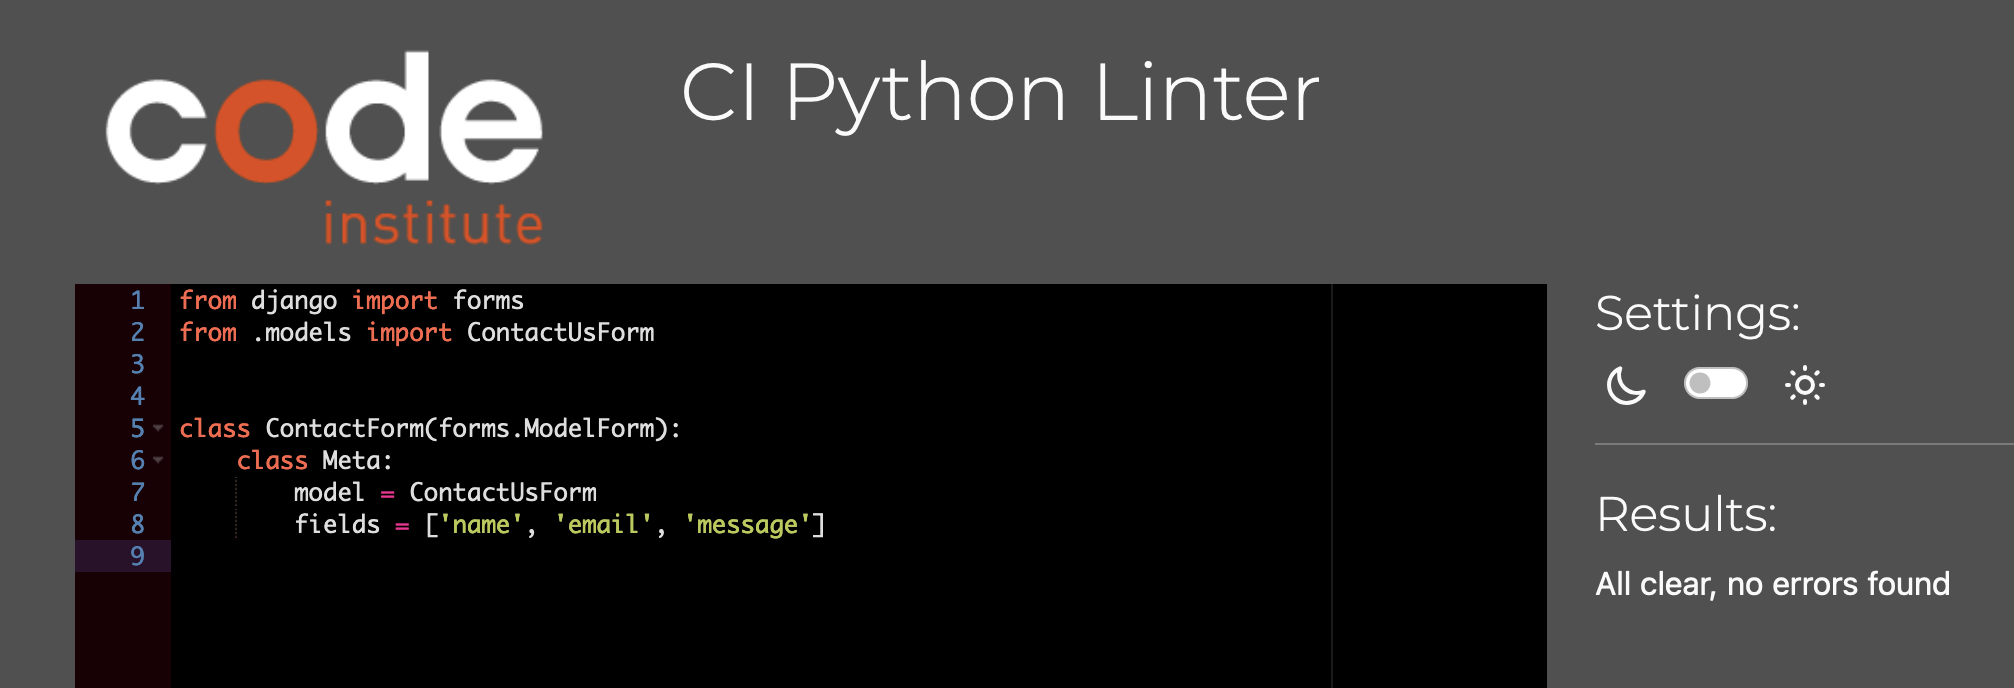 code
institute
CI Python Linter
1 from django import forms
2 from .models import ContactUsForm
3
4
5 class ContactForm(forms.ModelForm):
6     class Meta:
7         model = ContactUsForm
8         fields = ['name', 'email', 'message']
9
Settings:
Results:
All clear, no errors found